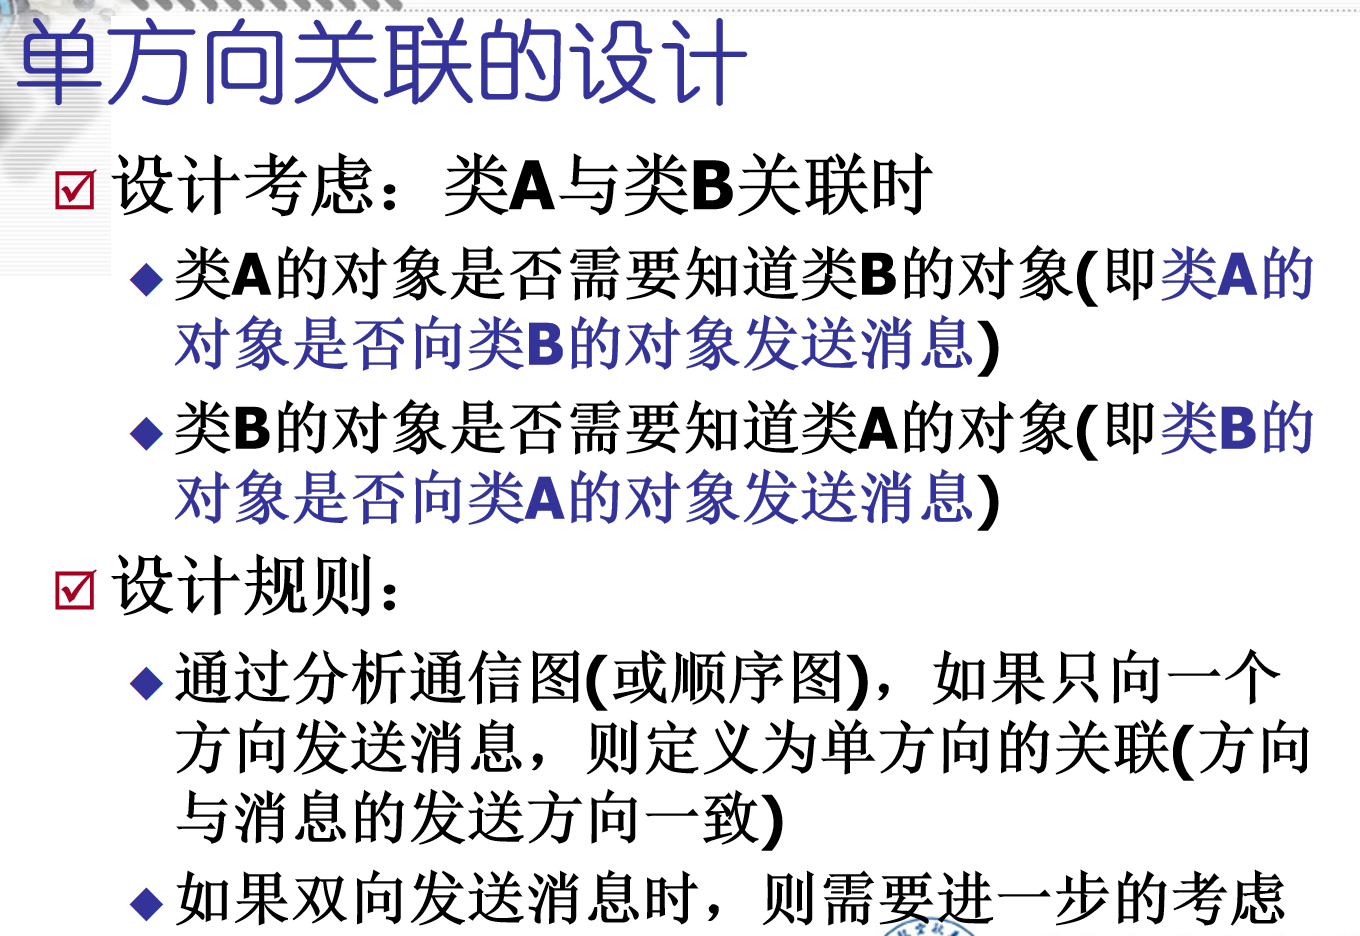 单方向关联的设计
设计考虑：类A与类B关联时
类A的对象是否需要知道类B的对象(即类A的
对象是否向类B的对象发送消息)
类B的对象是否需要知道类A的对象(即类B的
对象是否向类A的对象发送消息)
设计规则：
通过分析通信图(或顺序图)，如果只向一个
方向发送消息，则定义为单方向的关联(方向
与消息的发送方向一致)
如果双向发送消息时，则需要进一步的考虑